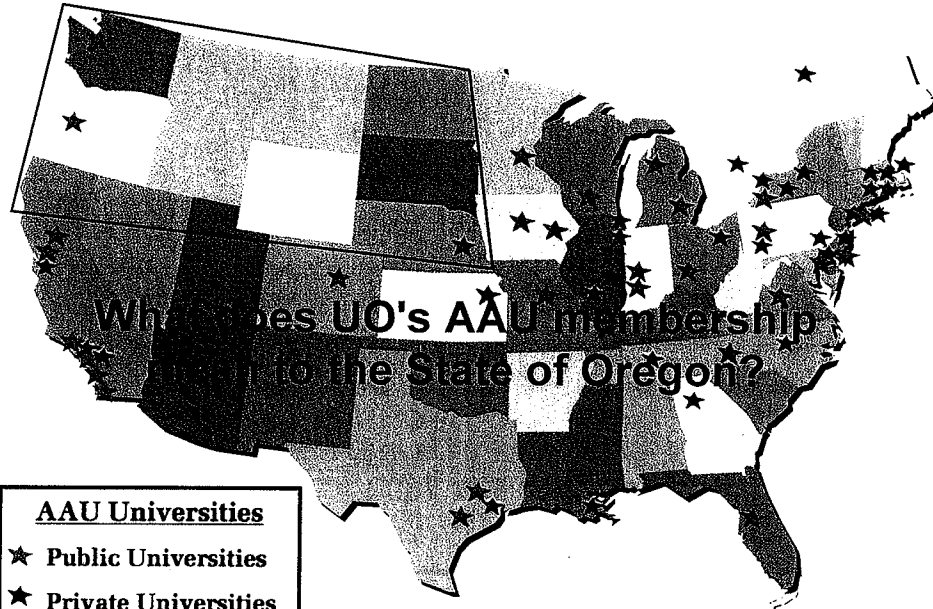 What does UO's AAU membership
mean to the State of Oregon?
AAU Universities
Public Universities
Private Universities